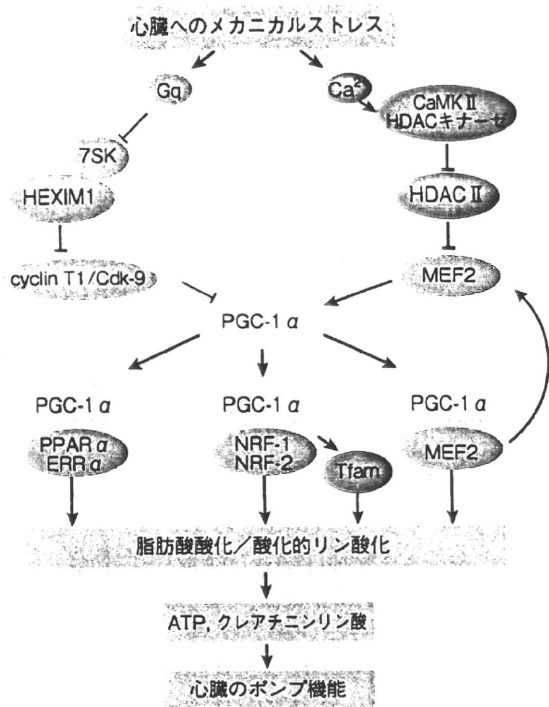 心臓へのメカニカルストレス
Gq
Ca²
CaMKⅡ
HDACキナーゼ
7SK
HEXIM1
HDACⅡ
cyclin T1/Cdk-9
MEF2
PGC-1α
PGC-1α
PGC-1α
PGC-1α
PPARα
ERRα
NRF-1
NRF-2
Tfam
MEF2
脂肪酸酸化/酸化的リン酸化
ATP, クレアチニンリン酸
心臓のポンプ機能